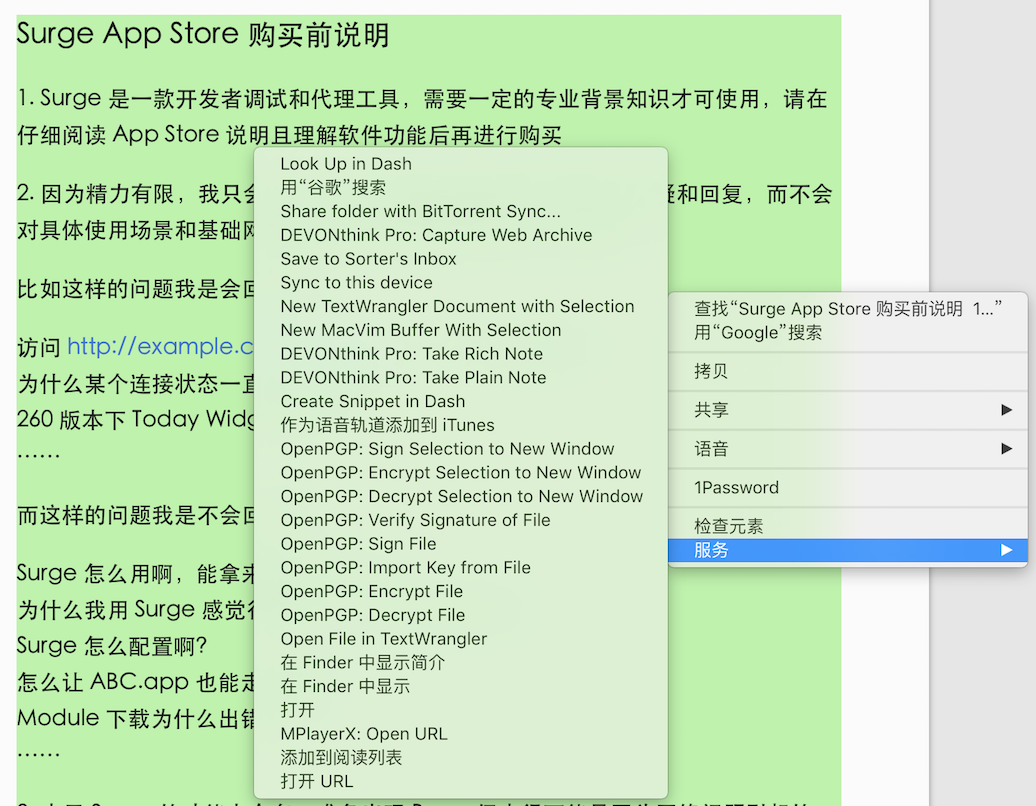 Surge App Store 购买前说明
1. Surge 是一款开发者调试和代理工具，需要一定的专业背景知识才可使用，请在
仔细阅读 App Store 说明且理解软件功能后再进行购买
2. 因为精力有限，我只会
和回复，而不会
对具体使用场景和基础
比如这样的问题我是会
访问 http://example.c
为什么某个连接状态一直
260 版本下 Today Widg
……
而这样的问题我是不会
Surge 怎么用啊，能拿来
为什么我用 Surge 感觉很
Surge 怎么配置啊？
怎么让 ABC.app 也能走
Module 下载为什么出错
……
Look Up in Dash
用“谷歌”搜索
Share folder with BitTorrent Sync...
DEVONthink Pro: Capture Web Archive
Save to Sorter's Inbox
Sync to this device
New TextWrangler Document with Selection
New MacVim Buffer With Selection
DEVONthink Pro: Take Rich Note
DEVONthink Pro: Take Plain Note
Create Snippet in Dash
作为语音轨道添加到 iTunes
OpenPGP: Sign Selection to New Window
OpenPGP: Encrypt Selection to New Window
OpenPGP: Decrypt Selection to New Window
OpenPGP: Verify Signature of File
OpenPGP: Sign File
OpenPGP: Import Key from File
OpenPGP: Encrypt File
OpenPGP: Decrypt File
Open File in TextWrangler
在 Finder 中显示简介
在 Finder 中显示
打开
MPlayerX: Open URL
添加到阅读列表
打开 URL
查找“Surge App Store 购买前说明 1...”
用“Google”搜索
拷贝
共享
语音
1Password
检查元素
服务